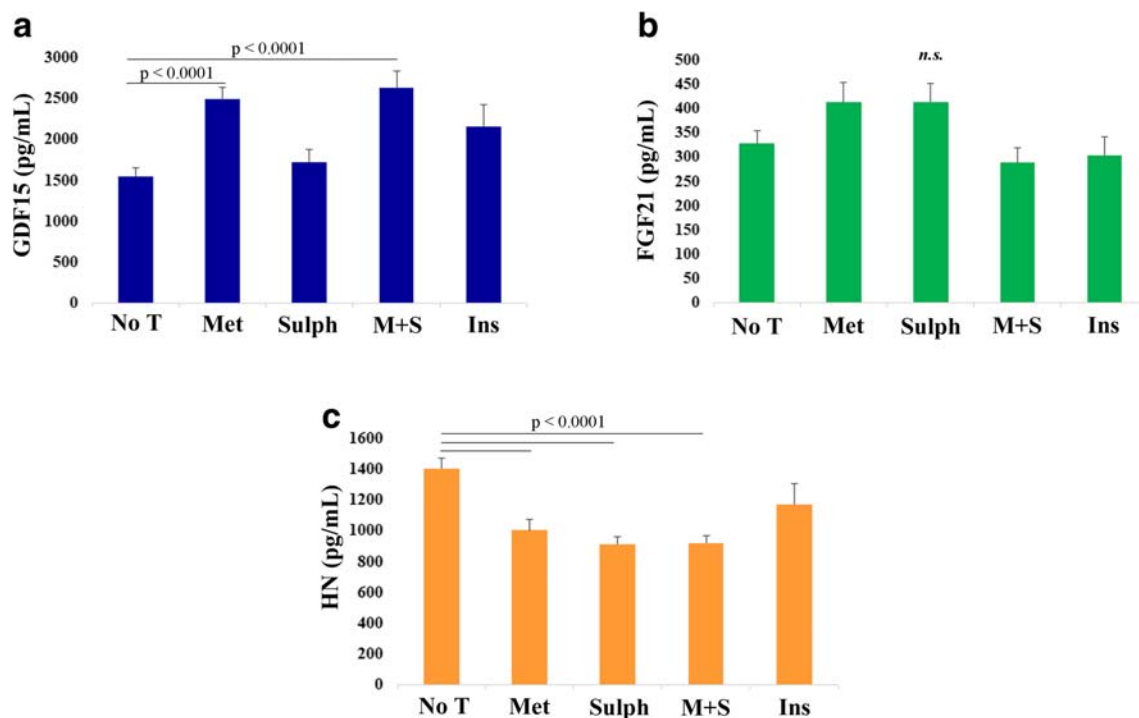 a
p < 0.0001
p < 0.0001
GDF15 (pg/mL)
3000
2500
2000
1500
1000
500
0
No T Met Sulph M+S Ins
b
n.s.
FGF21 (pg/mL)
500
450
400
350
300
250
200
150
100
50
0
No T Met Sulph M+S Ins
c
p < 0.0001
HN (pg/mL)
1600
1400
1200
1000
800
600
400
200
0
No T Met Sulph M+S Ins